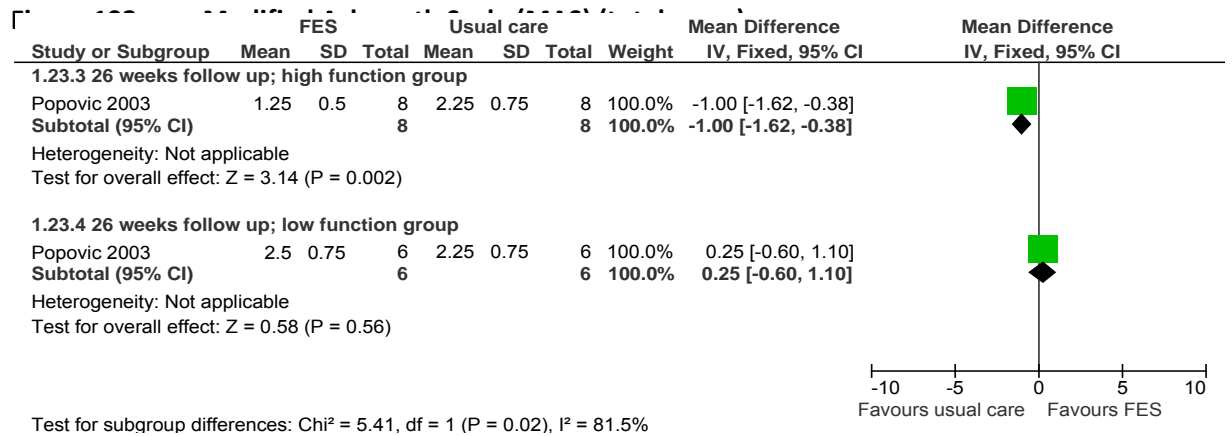 FES Usual care Mean Difference Mean Difference
Study or Subgroup Mean SD Total Mean SD Total Weight IV, Fixed, 95% CI IV, Fixed, 95% CI
1.23.3 26 weeks follow up; high function group
Popovic 2003 1.25 0.5 8 2.25 0.75 8 100.0% -1.00 [-1.62, -0.38]
Subtotal (95% CI) 8 8 100.0% -1.00 [-1.62, -0.38]
Heterogeneity: Not applicable
Test for overall effect: Z = 3.14 (P = 0.002)
1.23.4 26 weeks follow up; low function group
Popovic 2003 2.5 0.75 6 2.25 0.75 6 100.0% 0.25 [-0.60, 1.10]
Subtotal (95% CI) 6 6 100.0% 0.25 [-0.60, 1.10]
Heterogeneity: Not applicable
Test for overall effect: Z = 0.58 (P = 0.56)
-10 -5 0 5 10
Favours usual care Favours FES
Test for subgroup differences: Chi² = 5.41, df = 1 (P = 0.02), I² = 81.5%